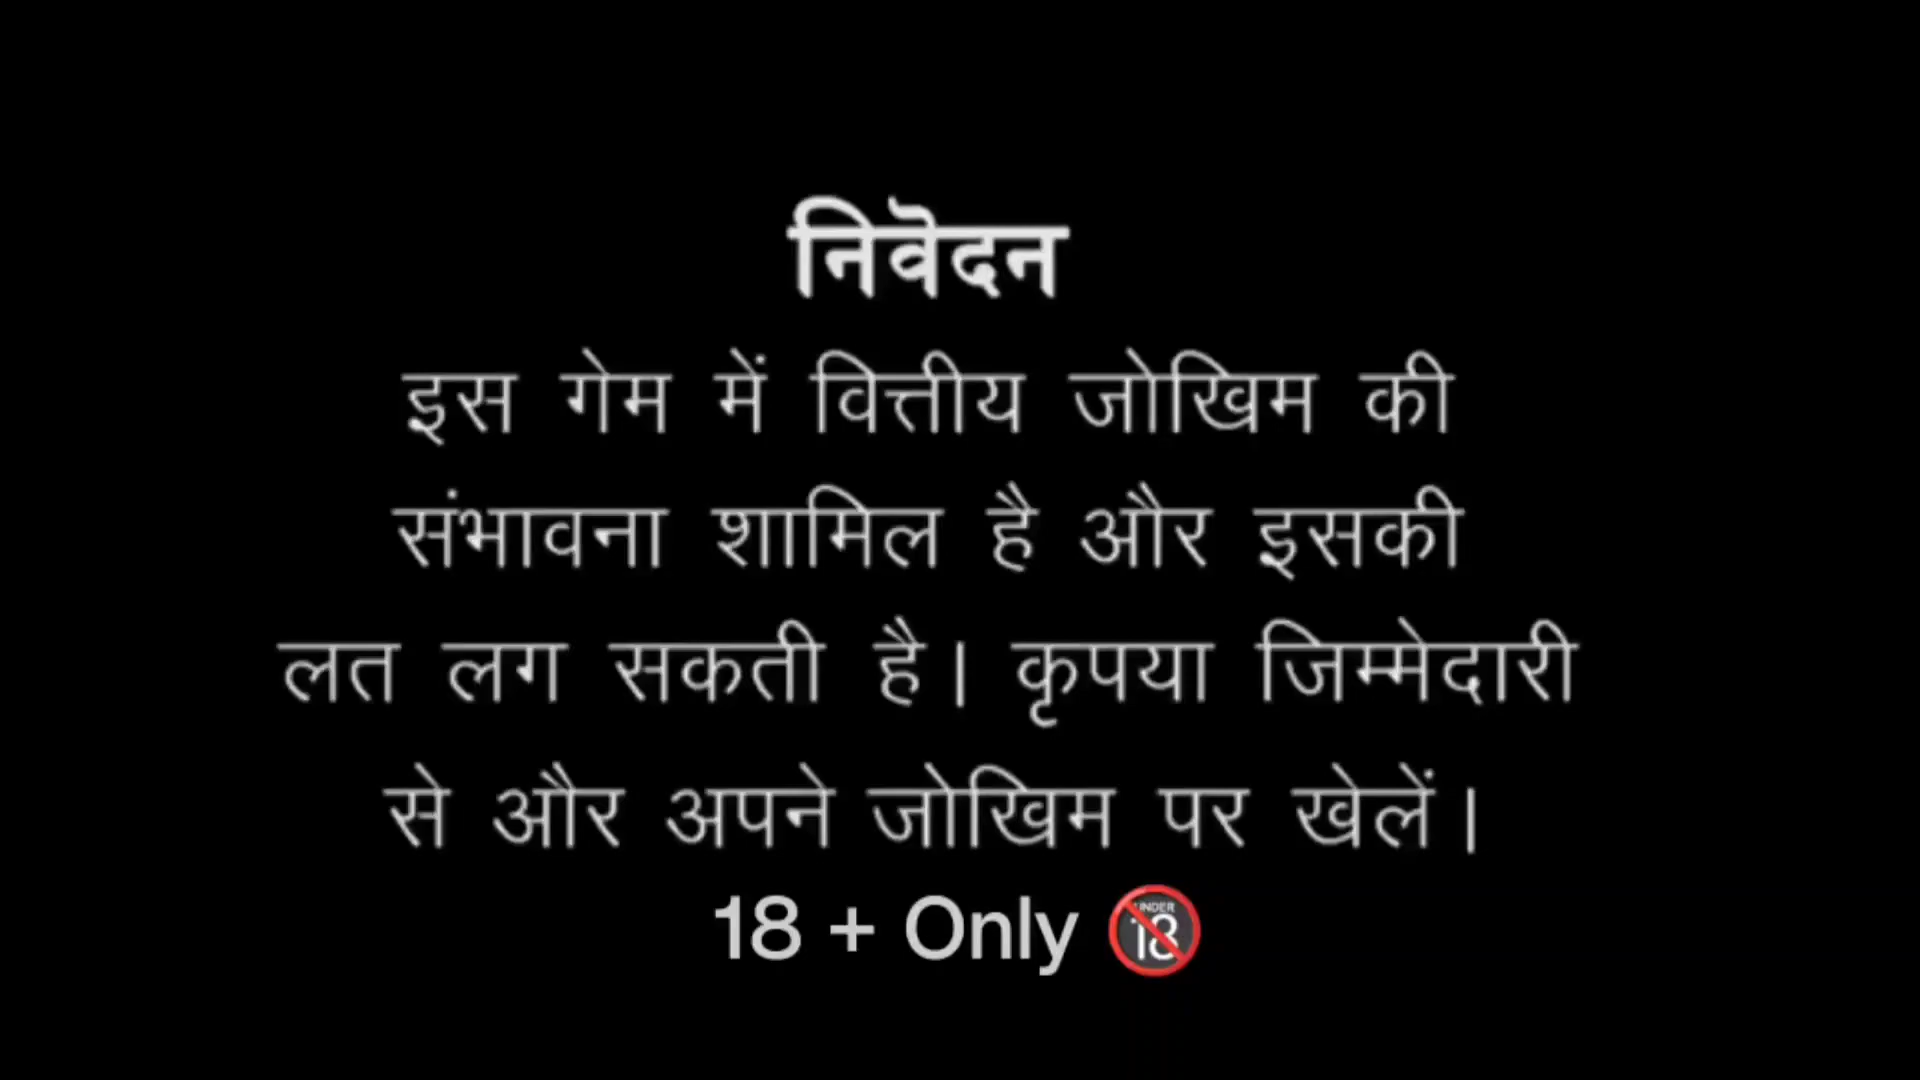 निवेदन
इस गेम में वित्तीय जोखिम की
संभावना शामिल है और इसकी
लत लग सकती है। कृपया जिम्मेदारी
से और अपने जोखिम पर खेलें।
18 + Only 🔞